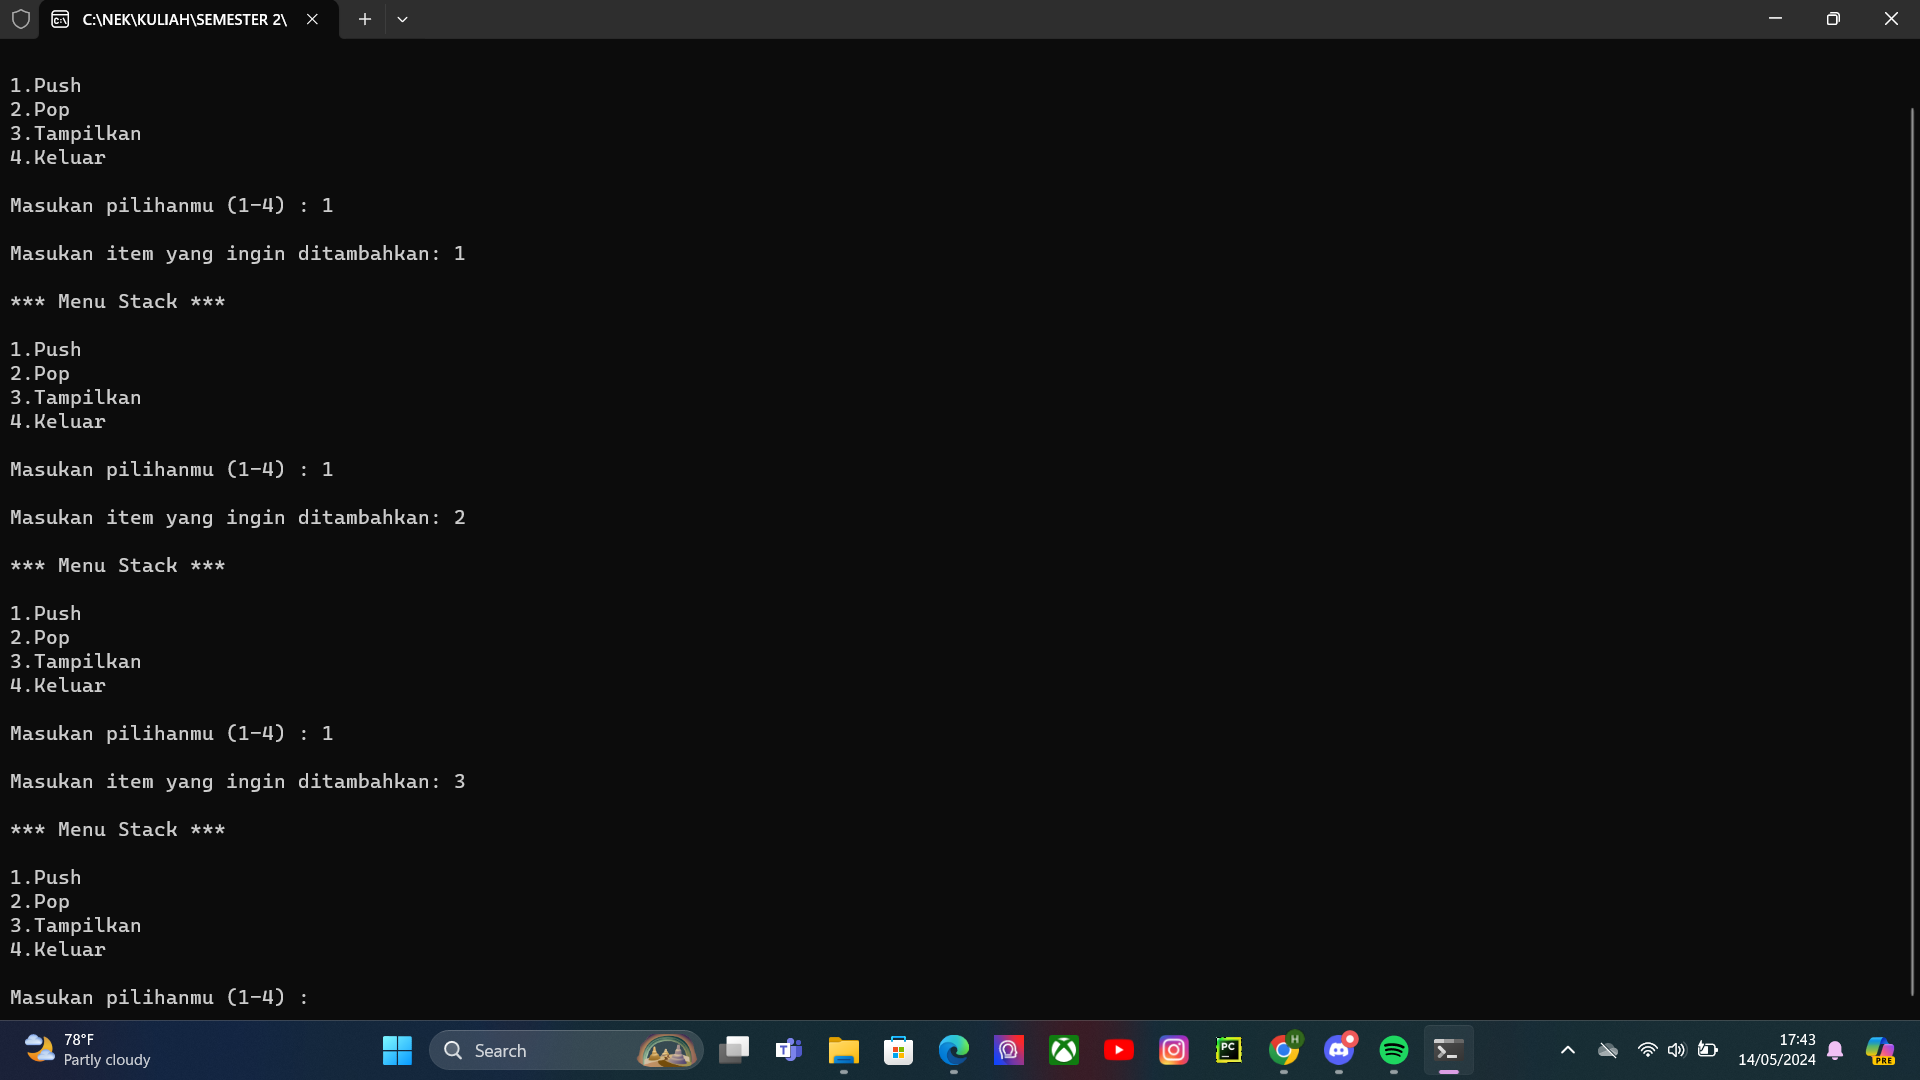 C:\NEK\KULIAH\SEMESTER 2\
1.Push
2.Pop
3.Tampilkan
4.Keluar
Masukan pilihanmu (1-4) : 1
Masukan item yang ingin ditambahkan: 1
*** Menu Stack ***
1.Push
2.Pop
3.Tampilkan
4.Keluar
Masukan pilihanmu (1-4) : 1
Masukan item yang ingin ditambahkan: 2
*** Menu Stack ***
1.Push
2.Pop
3.Tampilkan
4.Keluar
Masukan pilihanmu (1-4) : 1
Masukan item yang ingin ditambahkan: 3
*** Menu Stack ***
1.Push
2.Pop
3.Tampilkan
4.Keluar
Masukan pilihanmu (1-4) :
78°F
Partly cloudy
Search
T
PC
H
17:43
14/05/2024
PRE